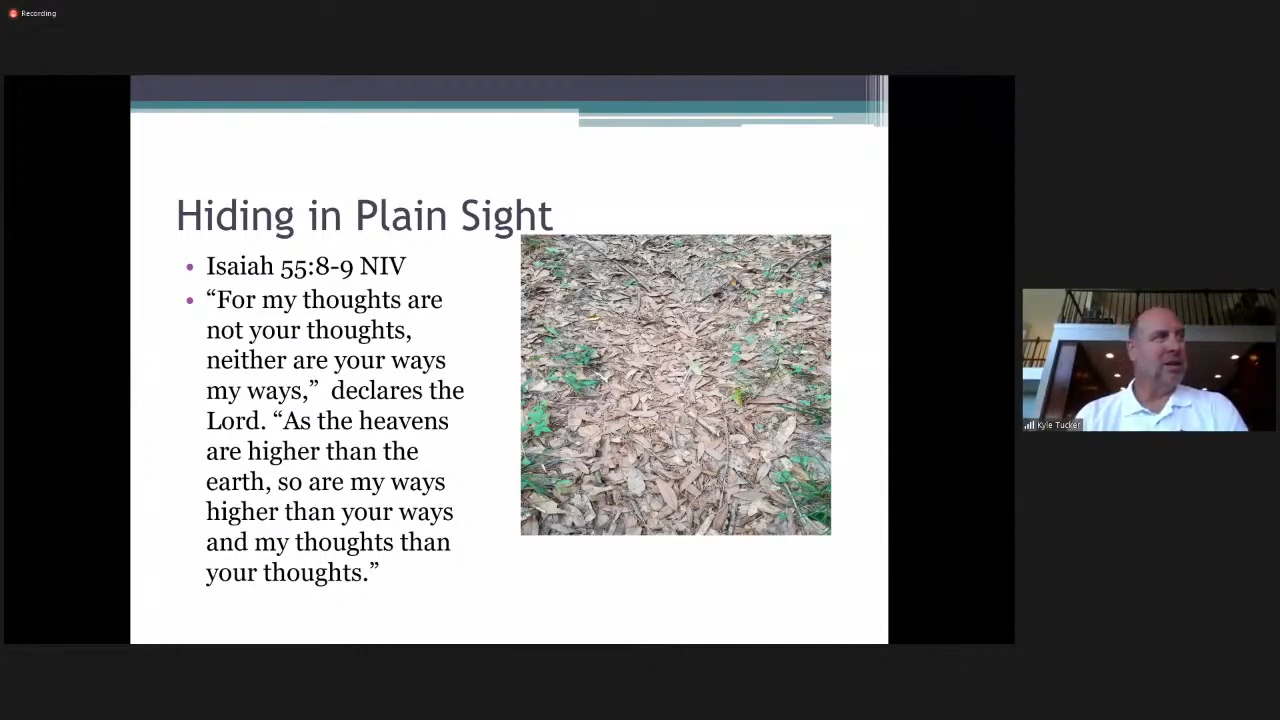 Recording
Hiding in Plain Sight
• Isaiah 55:8-9 NIV
• “For my thoughts are
not your thoughts,
neither are your ways
my ways,”  declares the
Lord. “As the heavens
are higher than the
earth, so are my ways
higher than your ways
and my thoughts than
your thoughts.”
Kyle Tucker